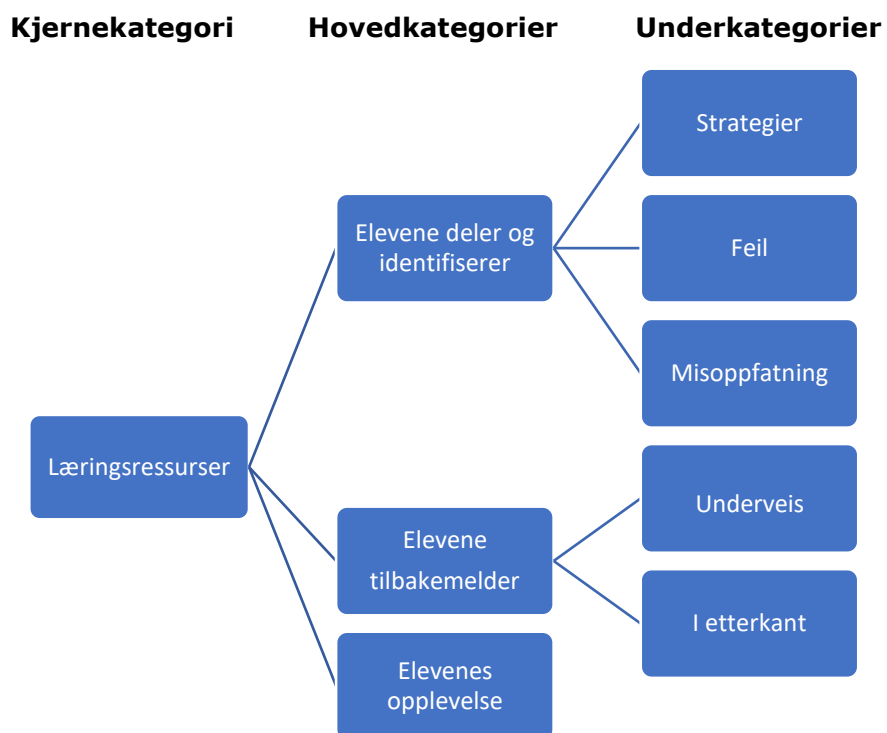 Kjernekategori
Hovedkategorier
Underkategorier
Læringsressurser
Elevene deler og
identifiserer
Strategier
Feil
Misoppfatning
Elevene
tilbakemelder
Underveis
I etterkant
Elevenes
opplevelse